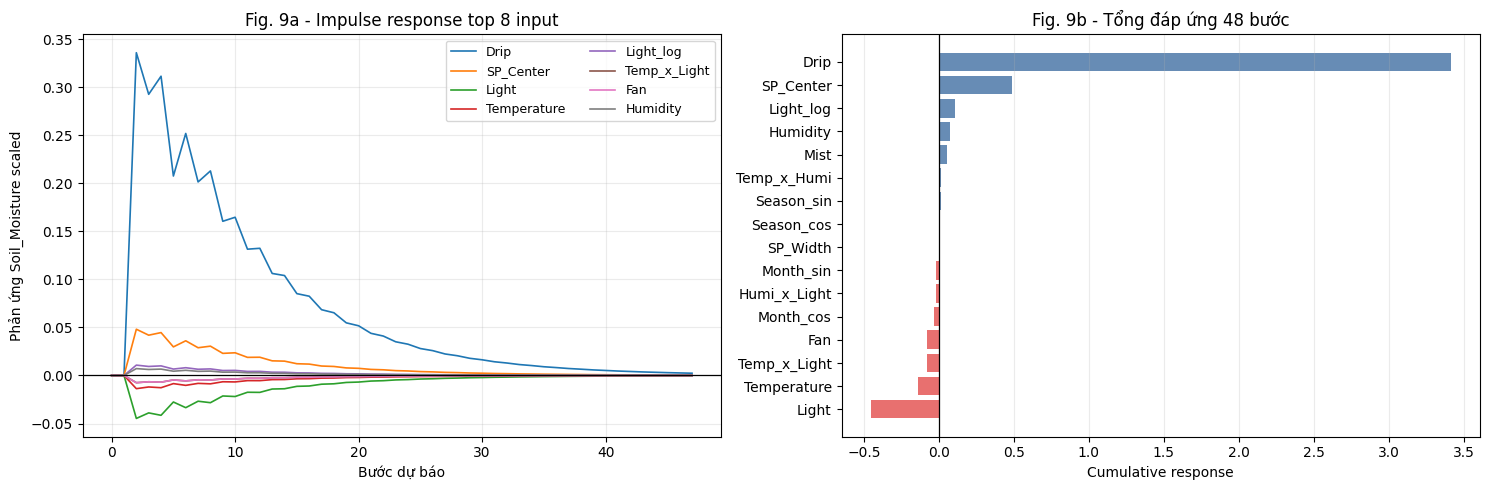 Fig. 9a - Impulse response top 8 input
Phản ứng Soil_Moisture scaled
0.35
0.30
0.25
0.20
0.15
0.10
0.05
0.00
−0.05
Drip
SP_Center
Light
Temperature
Light_log
Temp_x_Light
Fan
Humidity
0
10
20
30
40
Bước dự báo
Fig. 9b - Tổng đáp ứng 48 bước
Drip
SP_Center
Light_log
Humidity
Mist
Temp_x_Humi
Season_sin
Season_cos
SP_Width
Month_sin
Humi_x_Light
Month_cos
Fan
Temp_x_Light
Temperature
Light
−0.5
0.0
0.5
1.0
1.5
2.0
2.5
3.0
3.5
Cumulative response